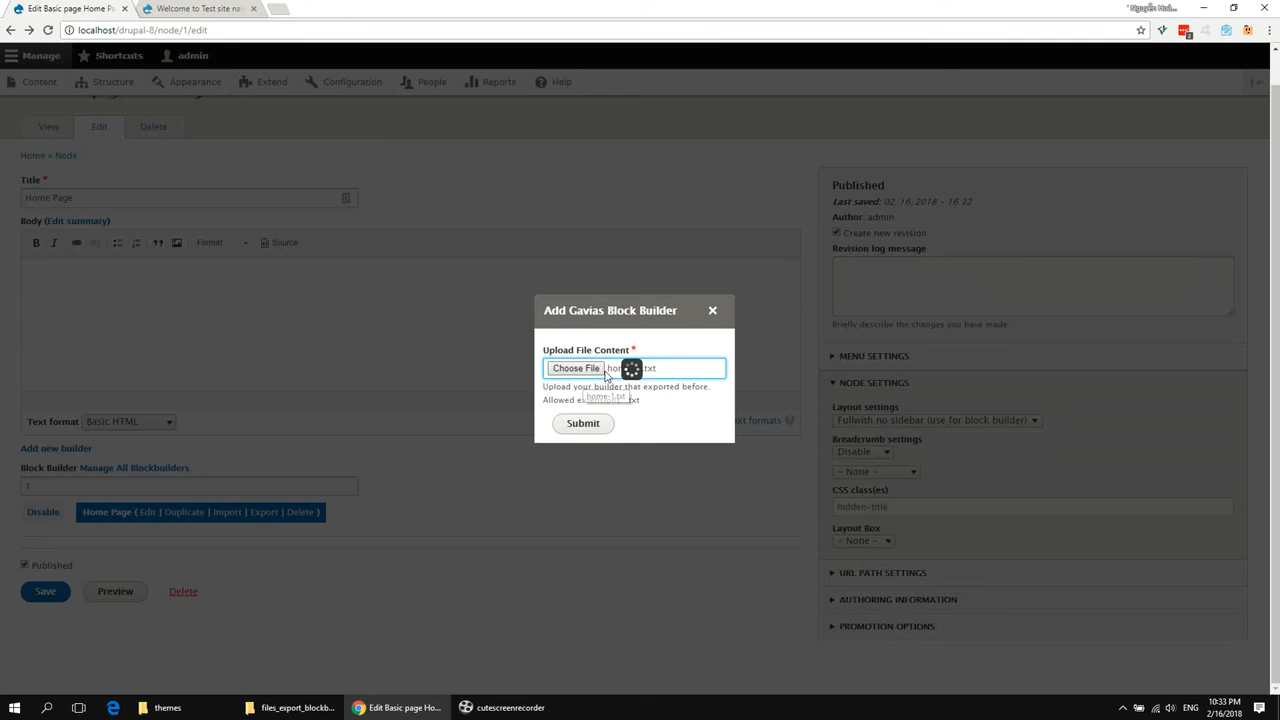 Edit Basic page Home P
Welcome to Test site na
localhost/drupal-8/node/1/edit
Manage
Shortcuts
admin
Content
Structure
Appearance
Extend
Configuration
People
Reports
Help
View
Edit
Delete
Home » Node
Title *
Home Page
Body (Edit summary)
B I
Format
Source
Text format
Basic HTML
text formats
Add new builder
Block Builder Manage All Blockbuilders
Disable
Home Page ( Edit | Duplicate | Import | Export | Delete )
Published
Save
Preview
Delete
Add Gavias Block Builder
Upload File Content *
Choose File
.txt
Upload your builder that exported before.
home-1.txt
Allowed txt
Submit
Published
Last saved: 02, 16, 2018 - 16:32
Author: admin
Create new revision
Revision log message
Briefly describe the changes you have made
MENU SETTINGS
NODE SETTINGS
Layout settings
Fullwith no sidebar (use for block builder)
Breadcrumb settings
Disable
- None -
CSS class(es)
hidden-title
Layout Box
- None -
URL PATH SETTINGS
AUTHORING INFORMATION
PROMOTION OPTIONS
themes
files_export_blockb...
Edit Basic page Ho...
cutescreenrecorder
10:33 PM
2/16/2018